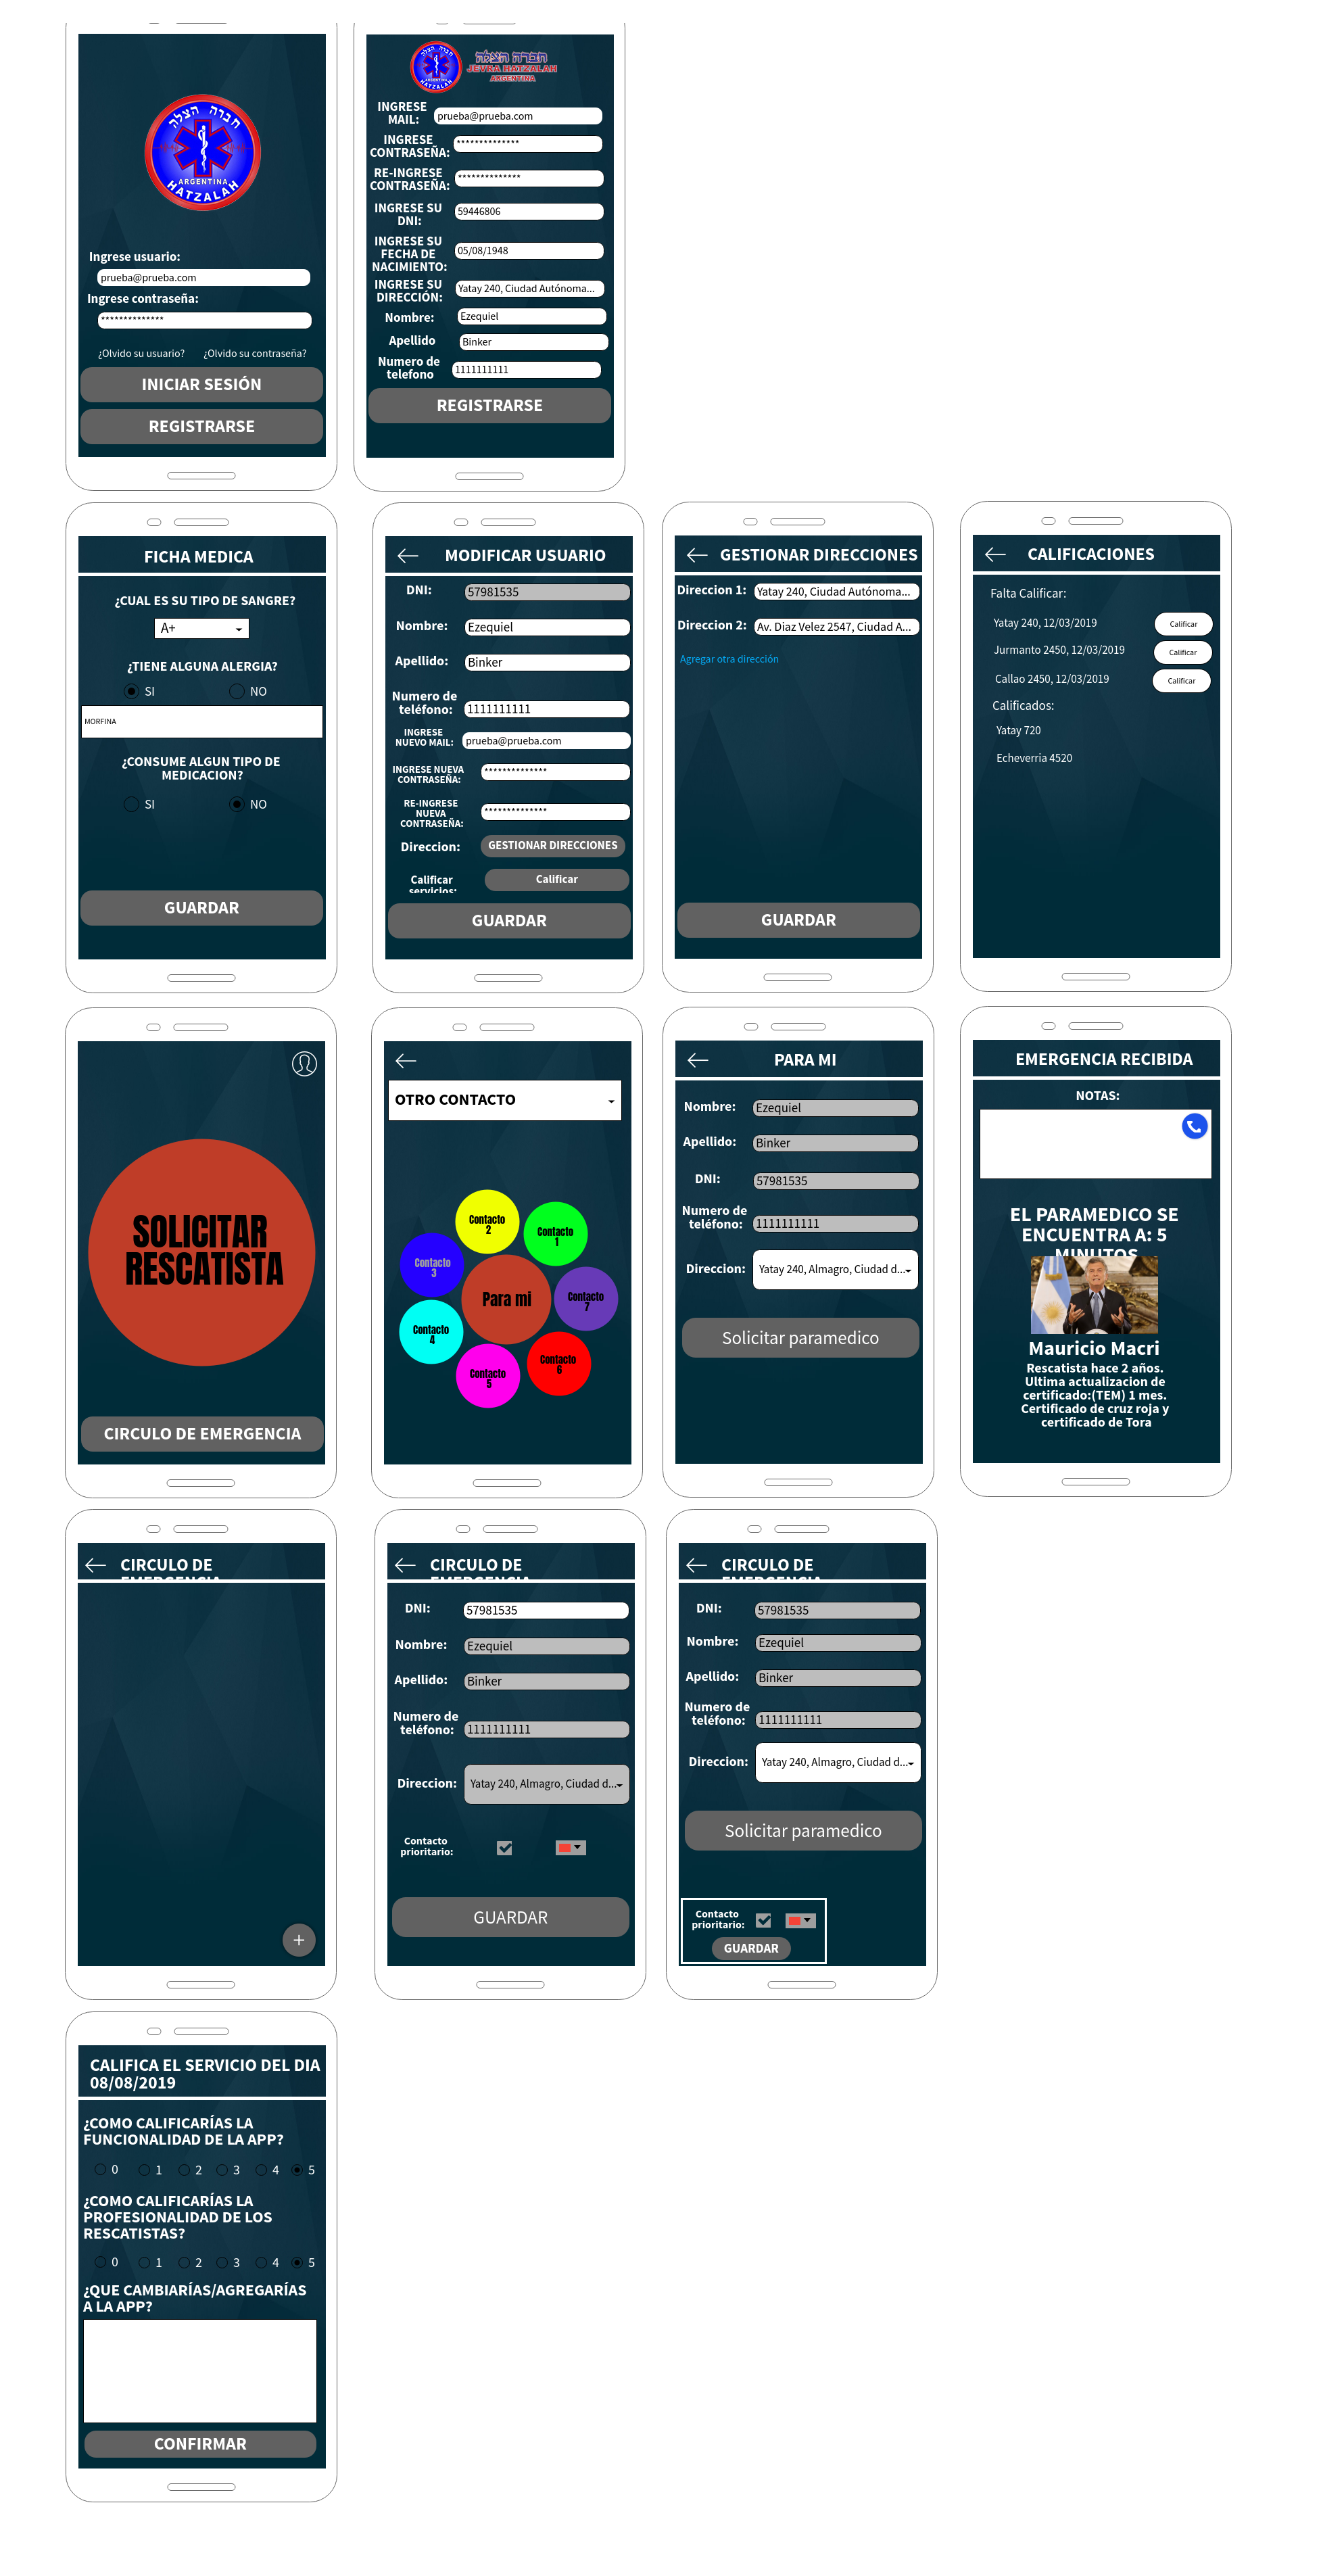 חברה הצלה
ARGENTINA
HATZALAH
Ingrese usuario:
prueba@prueba.com
Ingrese contraseña:
**************
¿Olvido su usuario? ¿Olvido su contraseña?
INICIAR SESIÓN
REGISTRARSE
חברה הצלה
ARGENTINA
HATZALAH
חברה הצלה
JEVRA HATZALAH
ARGENTINA
INGRESE
MAIL:
prueba@prueba.com
INGRESE
CONTRASEÑA:
**************
RE-INGRESE
CONTRASEÑA:
**************
INGRESE SU
DNI:
59446806
INGRESE SU
FECHA DE
NACIMIENTO:
05/08/1948
INGRESE SU
DIRECCIÓN:
Yatay 240, Ciudad Autónoma...
Nombre:
Ezequiel
Apellido
Binker
Numero de
telefono
1111111111
REGISTRARSE
FICHA MEDICA
¿CUAL ES SU TIPO DE SANGRE?
A+
¿TIENE ALGUNA ALERGIA?
SI NO
MORFINA
¿CONSUME ALGUN TIPO DE
MEDICACION?
SI NO
GUARDAR
MODIFICAR USUARIO
DNI:
57981535
Nombre:
Ezequiel
Apellido:
Binker
Numero de
teléfono:
1111111111
INGRESE
NUEVO MAIL:
prueba@prueba.com
INGRESE NUEVA
CONTRASEÑA:
**************
RE-INGRESE
NUEVA
CONTRASEÑA:
**************
Direccion:
GESTIONAR DIRECCIONES
Calificar
servicios:
Calificar
GUARDAR
GESTIONAR DIRECCIONES
Direccion 1:
Yatay 240, Ciudad Autónoma...
Direccion 2:
Av. Diaz Velez 2547, Ciudad A...
Agregar otra dirección
GUARDAR
CALIFICACIONES
Falta Calificar:
Yatay 240, 12/03/2019
Calificar
Jurmanto 2450, 12/03/2019
Calificar
Callao 2450, 12/03/2019
Calificar
Calificados:
Yatay 720
Echeverria 4520
SOLICITAR
RESCATISTA
CIRCULO DE EMERGENCIA
OTRO CONTACTO
Contacto
2
Contacto
1
Contacto
3
Para mi
Contacto
7
Contacto
4
Contacto
6
Contacto
5
PARA MI
Nombre:
Ezequiel
Apellido:
Binker
DNI:
57981535
Numero de
teléfono:
1111111111
Direccion:
Yatay 240, Almagro, Ciudad d...
Solicitar paramedico
EMERGENCIA RECIBIDA
NOTAS:
EL PARAMEDICO SE
ENCUENTRA A: 5
MINUTOS
Mauricio Macri
Rescatista hace 2 años.
Ultima actualizacion de
certificado:(TEM) 1 mes.
Certificado de cruz roja y
certificado de Tora
CIRCULO DE
EMERGENCIA
+
CIRCULO DE
EMERGENCIA
DNI:
57981535
Nombre:
Ezequiel
Apellido:
Binker
Numero de
teléfono:
1111111111
Direccion:
Yatay 240, Almagro, Ciudad d...
Contacto
prioritario:
GUARDAR
CIRCULO DE
EMERGENCIA
DNI:
57981535
Nombre:
Ezequiel
Apellido:
Binker
Numero de
teléfono:
1111111111
Direccion:
Yatay 240, Almagro, Ciudad d...
Solicitar paramedico
Contacto
prioritario:
GUARDAR
CALIFICA EL SERVICIO DEL DIA
08/08/2019
¿COMO CALIFICARÍAS LA
FUNCIONALIDAD DE LA APP?
0 1 2 3 4 5
¿COMO CALIFICARÍAS LA
PROFESIONALIDAD DE LOS
RESCATISTAS?
0 1 2 3 4 5
¿QUE CAMBIARÍAS/AGREGARÍAS
A LA APP?
CONFIRMAR